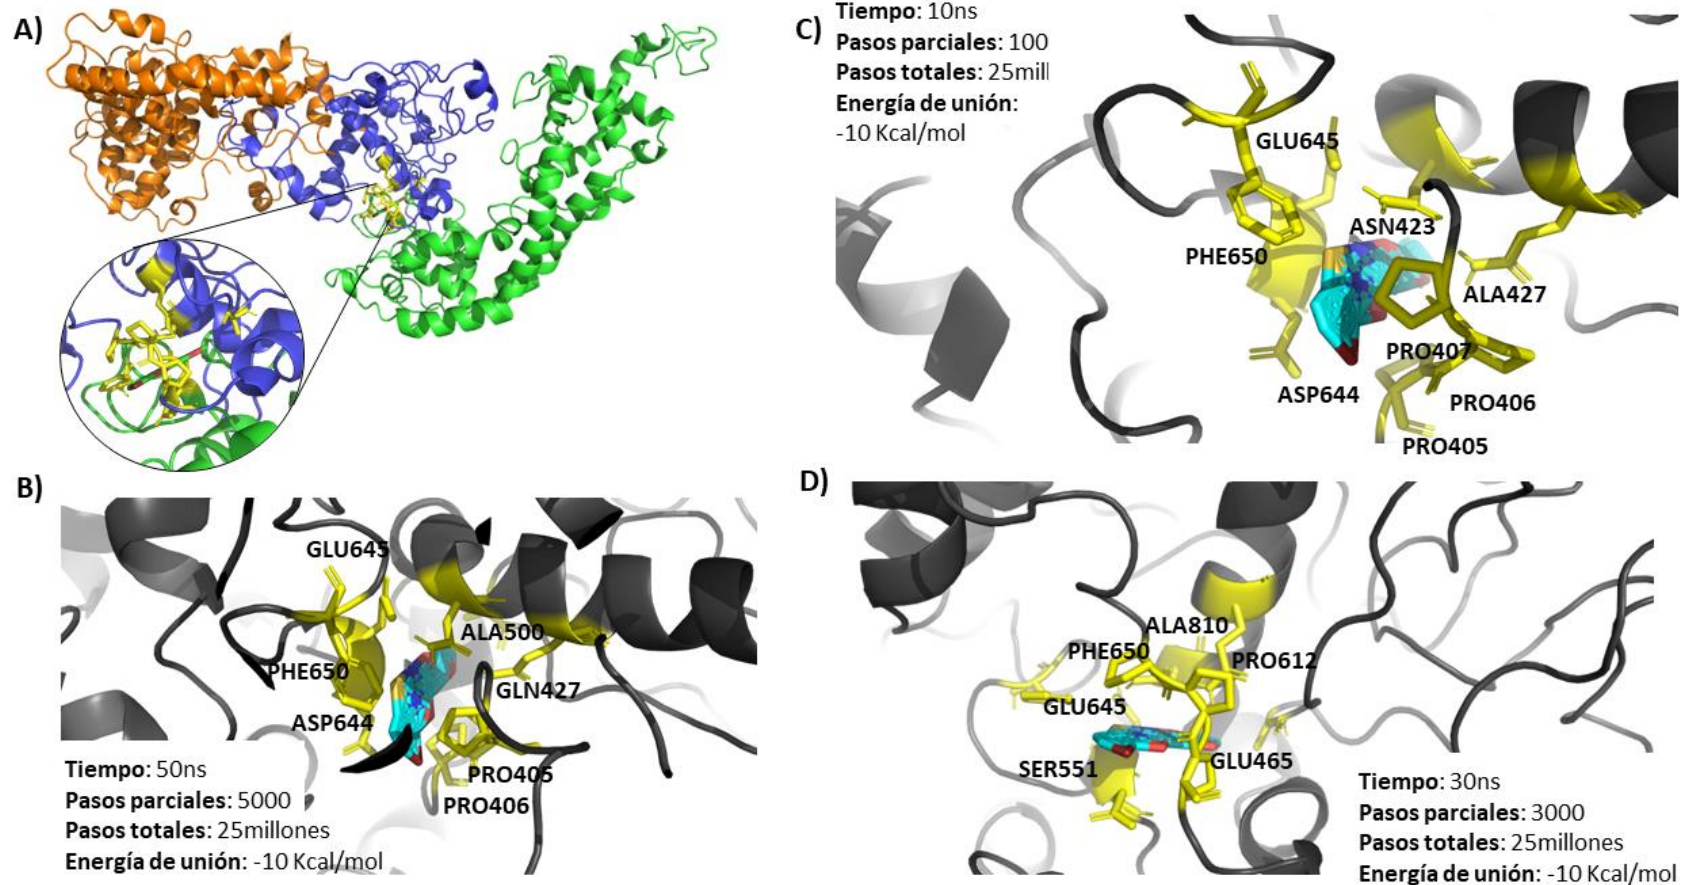 A)
C)
Tiempo: 10ns
Pasos parciales: 100
Pasos totales: 25mil
Energía de unión:
-10 Kcal/mol
GLU645
ASN423
PHE650
ALA427
PRO407
ASP644
PRO406
PRO405
B)
GLU645
ALA500
PHE650
GLN427
ASP644
PRO405
PRO406
Tiempo: 50ns
Pasos parciales: 5000
Pasos totales: 25millones
Energía de unión: -10 Kcal/mol
D)
ALA810
PHE650
PRO612
GLU645
GLU465
SER551
Tiempo: 30ns
Pasos parciales: 3000
Pasos totales: 25millones
Energía de unión: -10 Kcal/mol